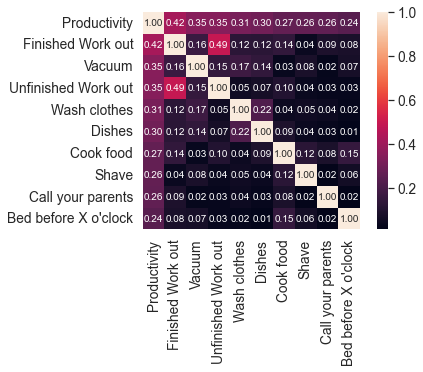 Productivity 1.00 0.42 0.35 0.35 0.31 0.30 0.27 0.26 0.26 0.24
Finished Work out 0.42 1.00 0.16 0.49 0.12 0.12 0.14 0.04 0.09 0.08
Vacuum 0.35 0.16 1.00 0.15 0.17 0.14 0.03 0.08 0.02 0.07
Unfinished Work out 0.35 0.49 0.15 1.00 0.05 0.07 0.10 0.04 0.03 0.03
Wash clothes 0.31 0.12 0.17 0.05 1.00 0.22 0.04 0.05 0.04 0.02
Dishes 0.30 0.12 0.14 0.07 0.22 1.00 0.09 0.04 0.03 0.01
Cook food 0.27 0.14 0.03 0.10 0.04 0.09 1.00 0.12 0.08 0.15
Shave 0.26 0.04 0.08 0.04 0.05 0.04 0.12 1.00 0.02 0.06
Call your parents 0.26 0.09 0.02 0.03 0.04 0.03 0.08 0.02 1.00 0.02
Bed before X o'clock 0.24 0.08 0.07 0.03 0.02 0.01 0.15 0.06 0.02 1.00
Productivity
Finished Work out
Vacuum
Unfinished Work out
Wash clothes
Dishes
Cook food
Shave
Call your parents
Bed before X o'clock
1.0
0.8
0.6
0.4
0.2